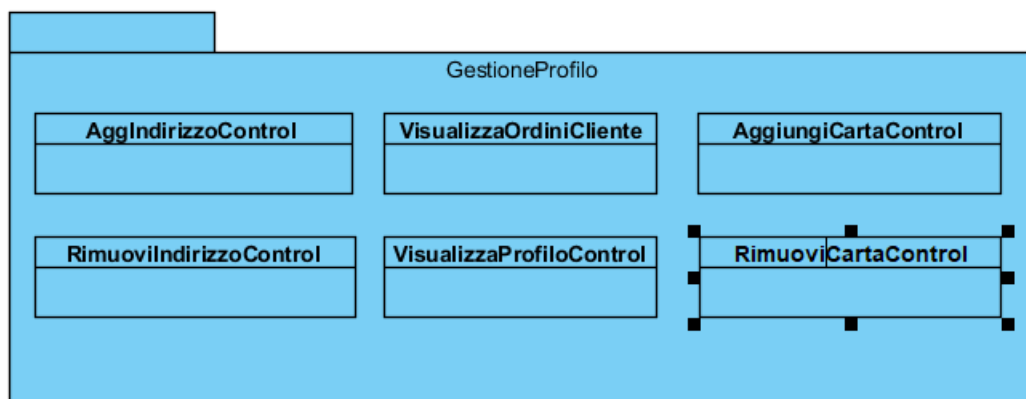 GestioneProfilo
AggIndirizzoControl
VisualizzaOrdiniCliente
AggiungiCartaControl
RimuoviIndirizzoControl
VisualizzaProfiloControl
RimuoviCartaControl